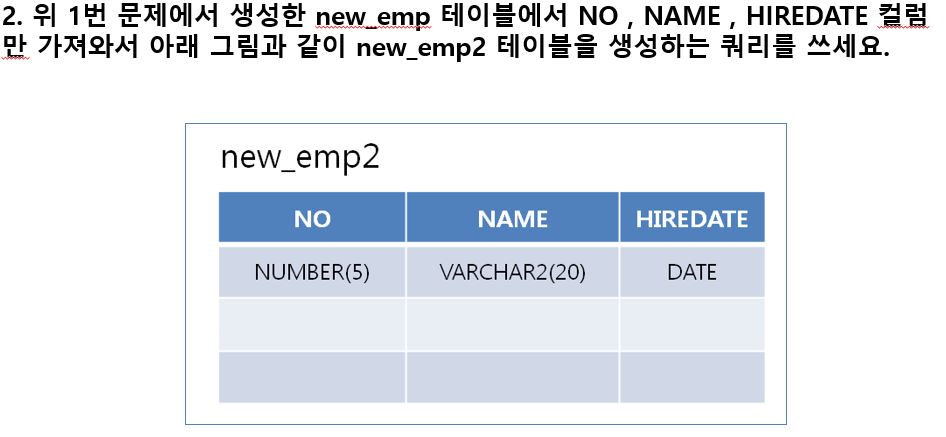 2. 위 1번 문제에서 생성한 new_emp 테이블에서 NO , NAME , HIREDATE 컬럼
만 가져와서 아래 그림과 같이 new_emp2 테이블을 생성하는 쿼리를 쓰세요.
new_emp2
NO NAME HIREDATE
NUMBER(5) VARCHAR2(20) DATE